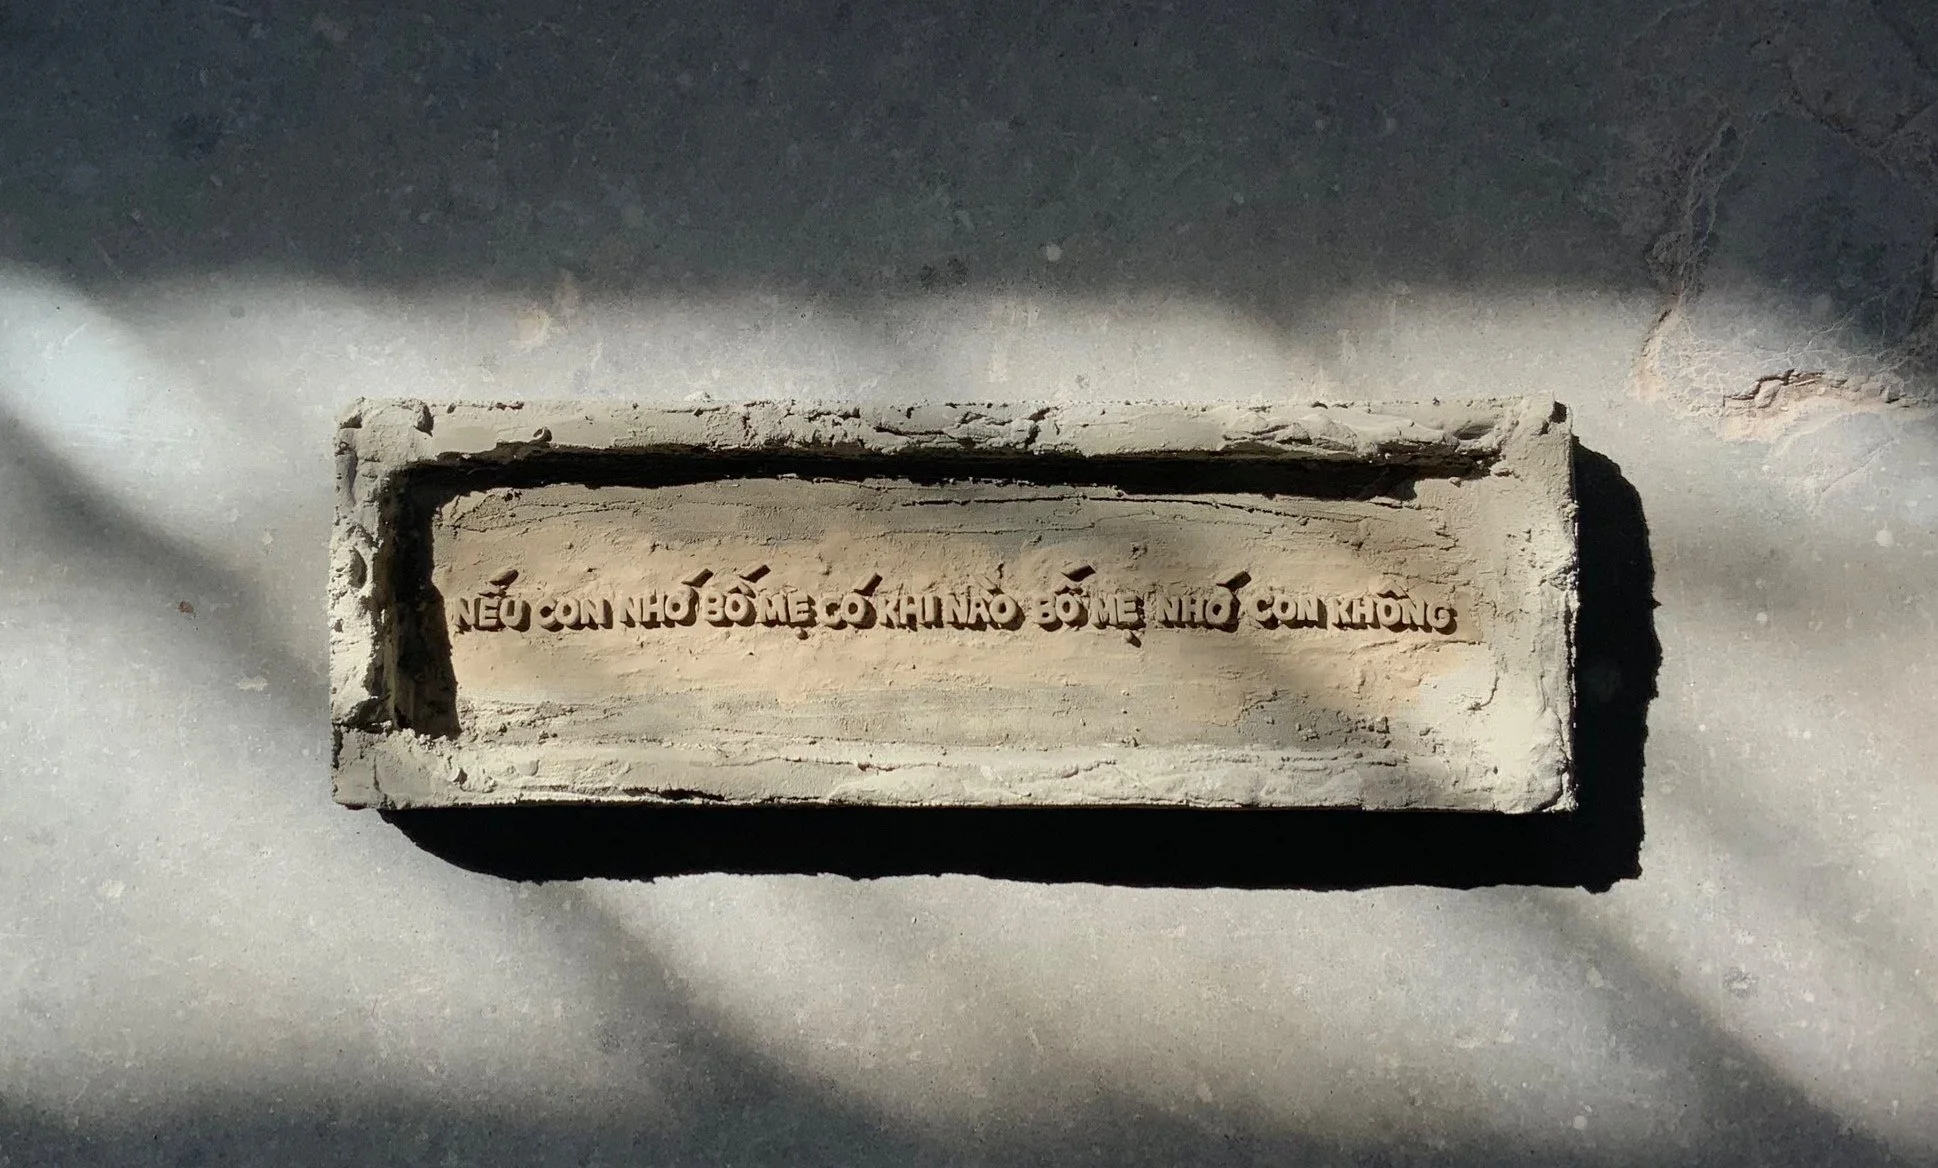 NẾU CON NHỚ BỐ MẸ CÓ KHI NÀO BỐ MẸ NHỚ CON KHÔNG